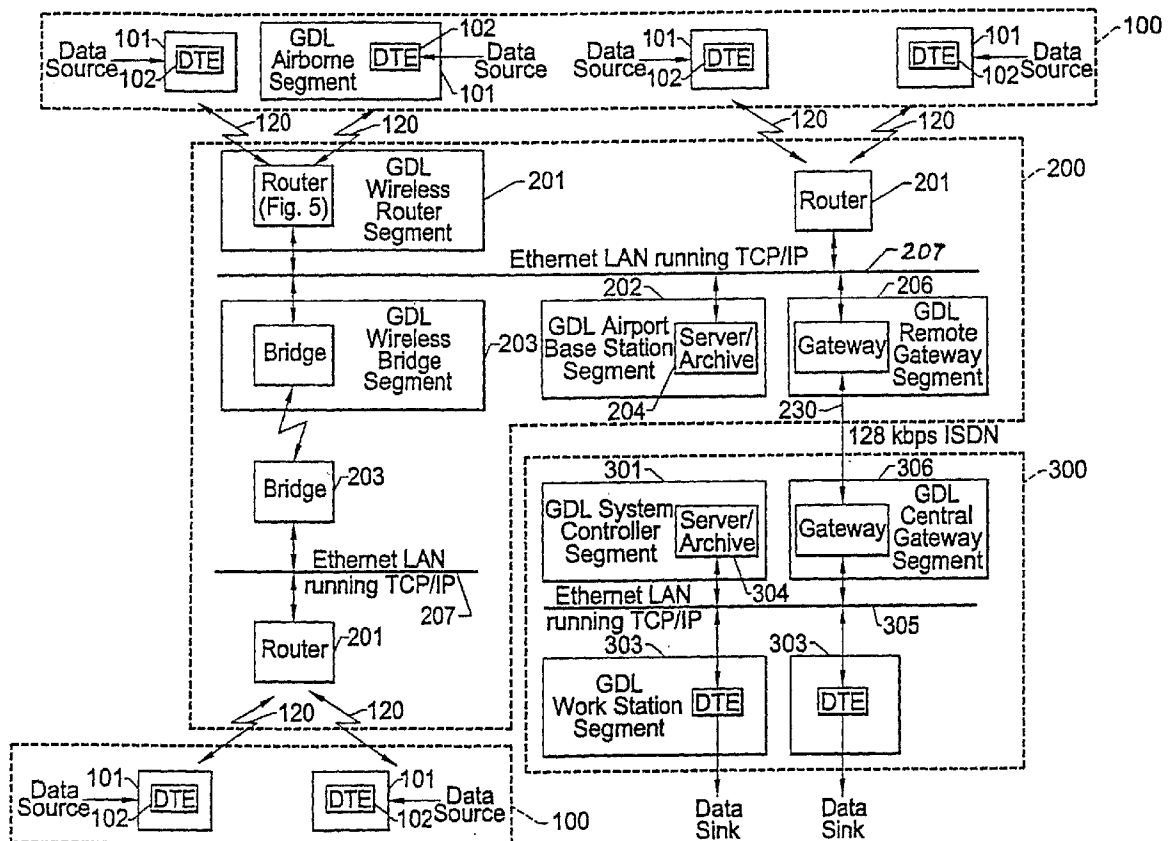 Data
Source
101
102
DTE
GDL
Airborne
Segment
102
DTE
101
Data
Source
Data
Source
101
102
DTE
101
DTE
102
Data
Source
100
120
120
120
120
200
Router
(Fig. 5)
GDL
Wireless
Router
Segment
201
Router
201
Ethernet LAN running TCP/IP
207
Bridge
GDL
Wireless
Bridge
Segment
203
202
GDL Airport
Base Station
Segment
Server/
Archive
204
206
Gateway
GDL
Remote
Gateway
Segment
230
128 kbps ISDN
Bridge
203
Ethernet LAN
running TCP/IP
207
Router
201
300
301
GDL System
Controller
Segment
Server/
Archive
304
306
Gateway
GDL
Central
Gateway
Segment
Ethernet LAN
running TCP/IP
305
303
GDL
Work Station
Segment
DTE
303
DTE
Data
Sink
Data
Sink
120
120
Data
Source
101
102
DTE
101
DTE
102
Data
Source
100